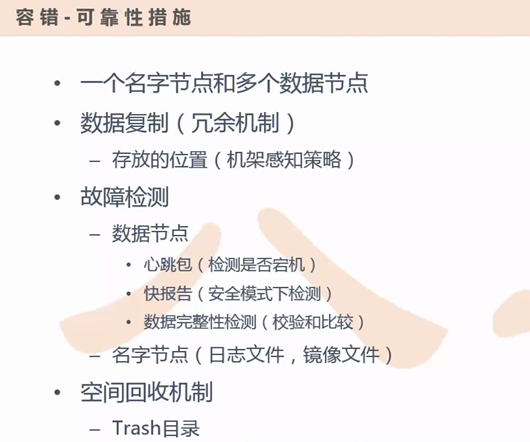 容错-可靠性措施
• 一个名字节点和多个数据节点
• 数据复制（冗余机制）
– 存放的位置（机架感知策略）
• 故障检测
– 数据节点
• 心跳包（检测是否宕机）
• 快报告（安全模式下检测）
• 数据完整性检测（校验和比较）
– 名字节点（日志文件，镜像文件）
• 空间回收机制
– Trash目录